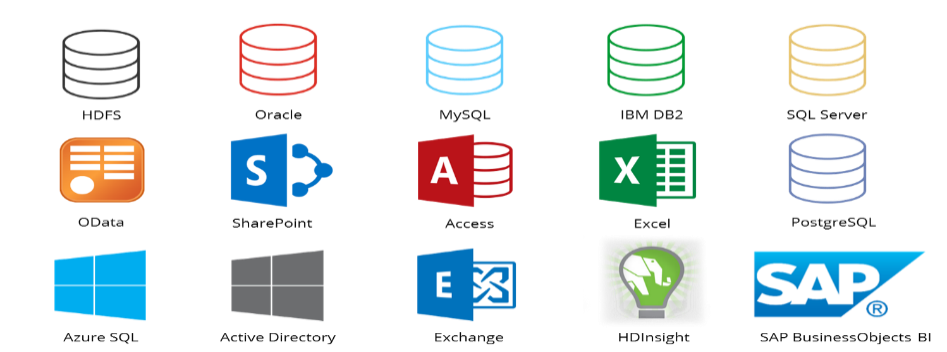 HDFS Oracle MySQL IBM DB2 SQL Server
S A X
OData SharePoint Access Excel PostgreSQL
E SAP®
Azure SQL Active Directory Exchange HDInsight SAP BusinessObjects BI